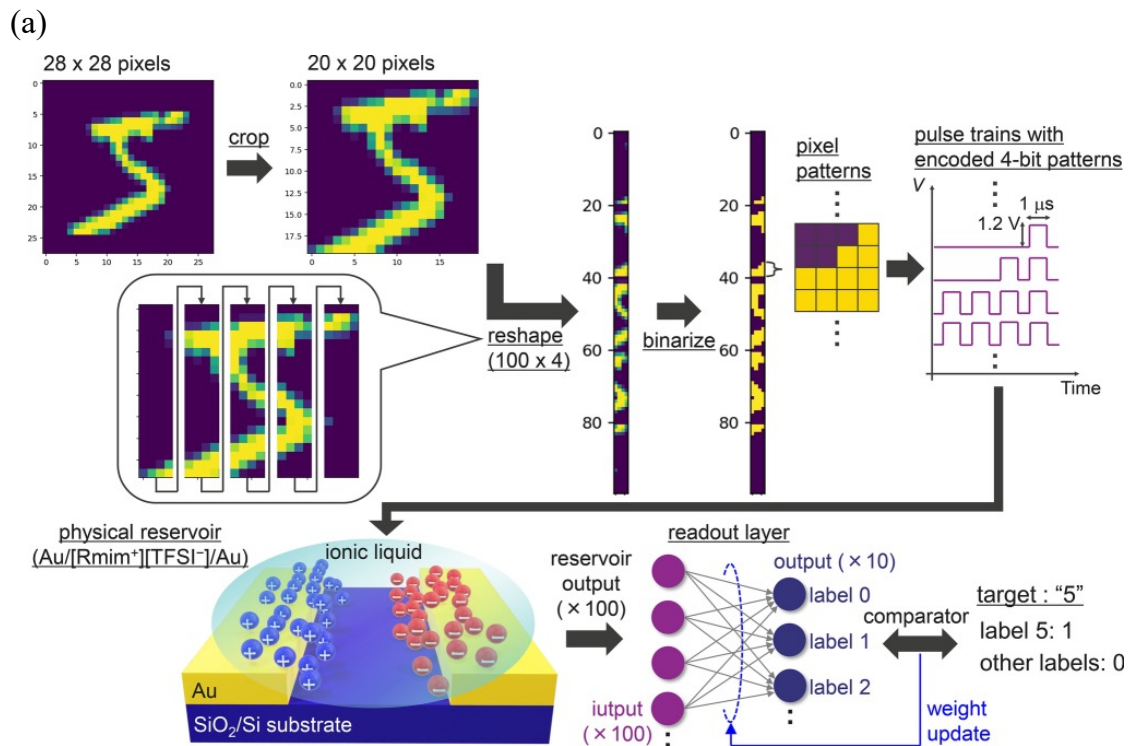 (a)
28 x 28 pixels
20 x 20 pixels
0
5
10
15
20
25
0
5
10
15
20
25
crop
0.0
2.5
5.0
7.5
10.0
12.5
15.0
17.5
0
5
10
15
reshape
(100 x 4)
0
20
40
60
80
binarize
0
20
40
60
80
pixel
patterns
pulse trains with
encoded 4-bit patterns
V
1 μs
1.2 V
Time
physical reservoir
(Au/[Rmim⁺][TFSI⁻]/Au)
ionic liquid
Au
SiO₂/Si substrate
reservoir
output
(×100)
readout layer
output (×10)
label 0
label 1
label 2
iutput
(×100)
comparator
target : “5”
label 5: 1
other labels: 0
weight
update